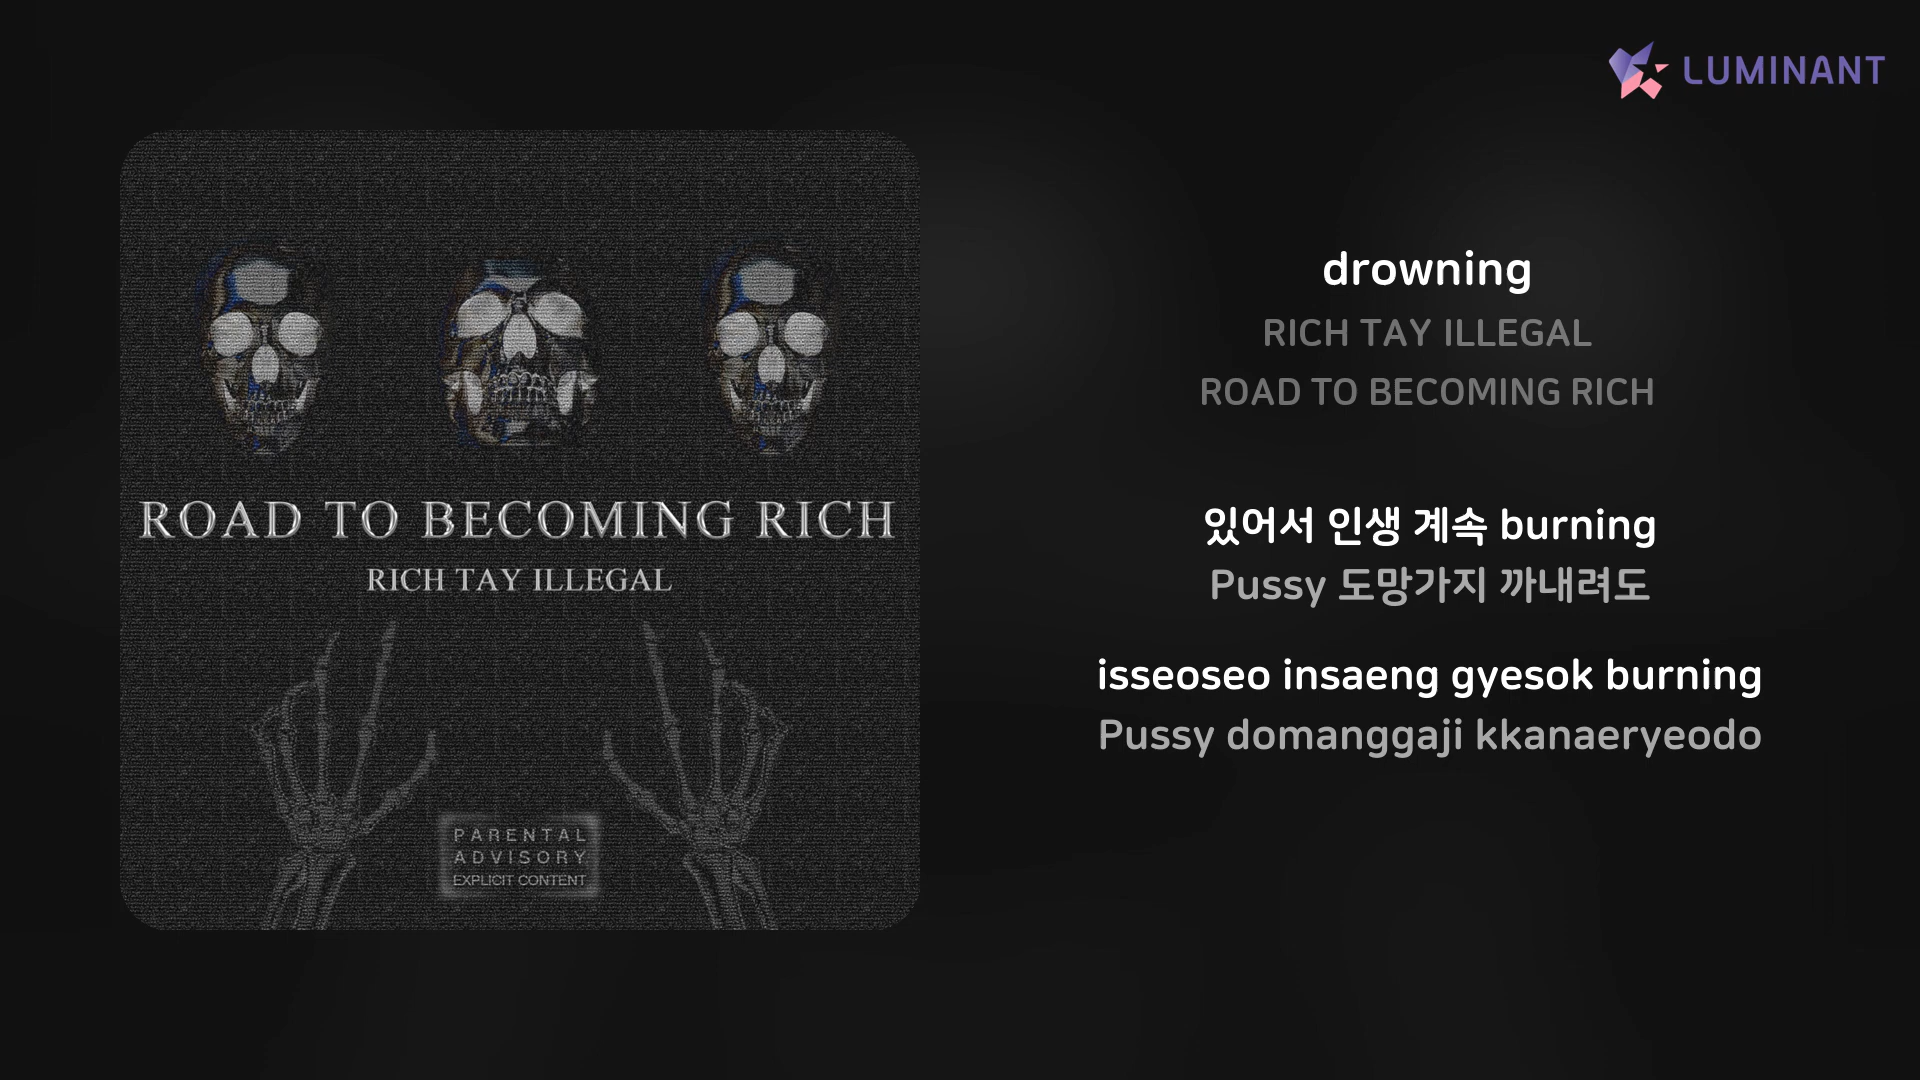 LUMINANT
ROAD TO BECOMING RICH
RICH TAY ILLEGAL
PARENTAL
ADVISORY
EXPLICIT CONTENT
drowning
RICH TAY ILLEGAL
ROAD TO BECOMING RICH
있어서 인생 계속 burning
Pussy 도망가지 까내려도
isseoseo insaeng gyesok burning
Pussy domanggaji kkanaeryeodo